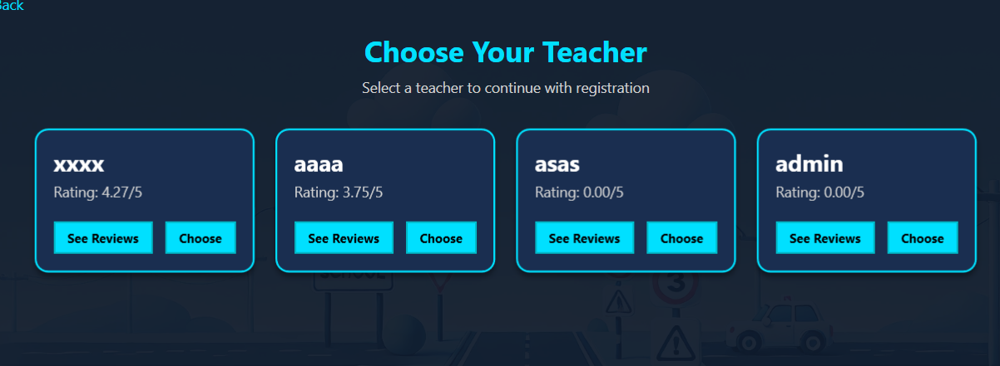 Back
Choose Your Teacher
Select a teacher to continue with registration
xxxx
Rating: 4.27/5
See Reviews Choose
aaaa
Rating: 3.75/5
See Reviews Choose
asas
Rating: 0.00/5
See Reviews Choose
admin
Rating: 0.00/5
See Reviews Choose
SCHOOL
3